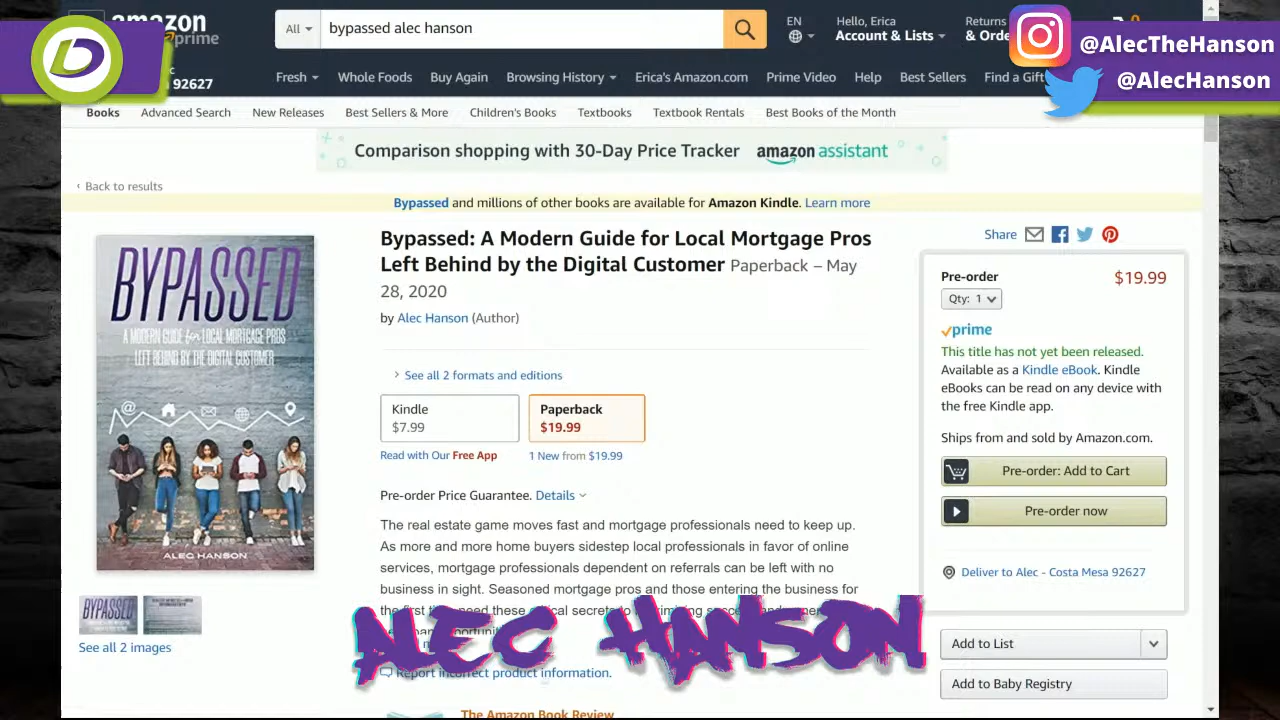 amazon
prime
All
bypassed alec hanson
EN
Hello, Erica
Account & Lists
Returns
& Orde
0
@AlecTheHanson
@AlecHanson
92627
Fresh
Whole Foods
Buy Again
Browsing History
Erica's Amazon.com
Prime Video
Help
Best Sellers
Find a Gift
Books
Advanced Search
New Releases
Best Sellers & More
Children's Books
Textbooks
Textbook Rentals
Best Books of the Month
Comparison shopping with 30-Day Price Tracker amazon assistant
‹ Back to results
Bypassed and millions of other books are available for Amazon Kindle. Learn more
BYPASSED
A MODERN GUIDE for LOCAL MORTGAGE PROS
LEFT BEHIND BY THE DIGITAL CUSTOMER
ALEC HANSON
See all 2 images
Bypassed: A Modern Guide for Local Mortgage Pros
Left Behind by the Digital Customer Paperback – May
28, 2020
by Alec Hanson (Author)
See all 2 formats and editions
Kindle
$7.99
Paperback
$19.99
Read with Our Free App
1 New from $19.99
Pre-order Price Guarantee. Details
The real estate game moves fast and mortgage professionals need to keep up.
As more and more home buyers sidestep local professionals in favor of online
services, mortgage professionals dependent on referrals can be left with no
business in sight. Seasoned mortgage pros and those entering the business for
the first need these secrets to
ALEC HANSON
Report incorrect product information.
The Amazon Book Review
Share
Pre-order
$19.99
Qty: 1
prime
This title has not yet been released.
Available as a Kindle eBook. Kindle
eBooks can be read on any device with
the free Kindle app.
Ships from and sold by Amazon.com.
Pre-order: Add to Cart
Pre-order now
Deliver to Alec - Costa Mesa 92627
Add to List
Add to Baby Registry